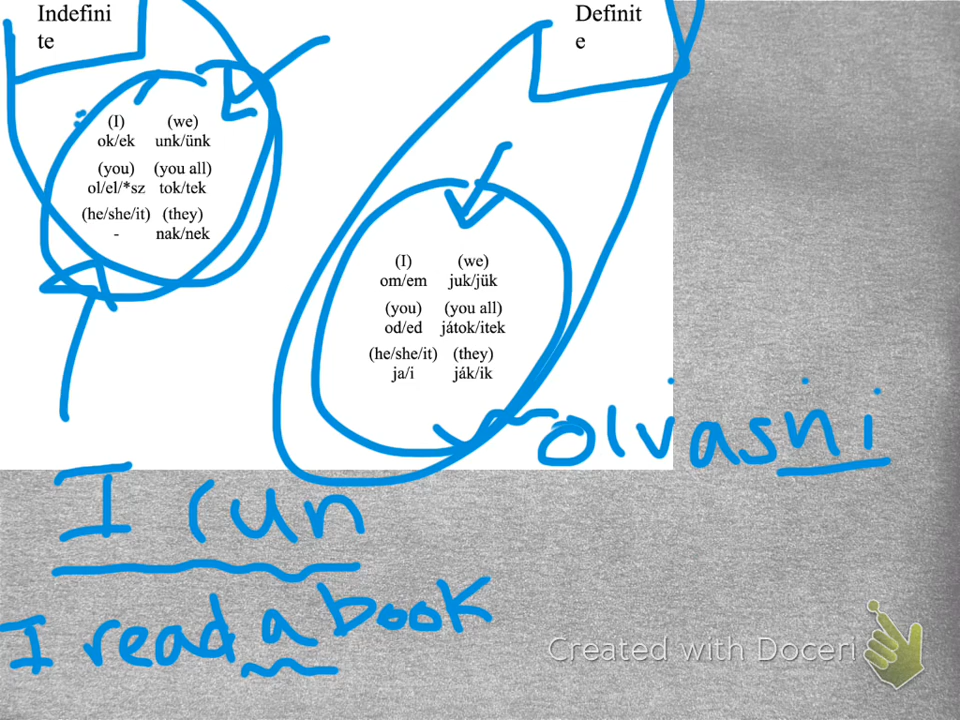 Indefini
te
(I) (we)
ok/ek unk/ünk
(you) (you all)
ol/el/*sz tok/tek
(he/she/it) (they)
- nak/nek
Definit
e
(I) (we)
om/em juk/jük
(you) (you all)
od/ed játok/itek
(he/she/it) (they)
ja/i ják/ik
olvasni
I run
I read a book
Created with Doceri